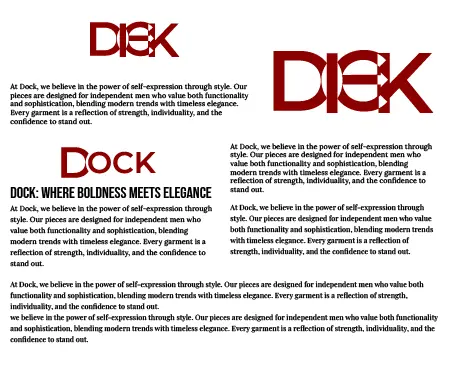 DIEK
At Dock, we believe in the power of self-expression through style. Our
pieces are designed for independent men who value both functionality
and sophistication, blending modern trends with timeless elegance.
Every garment is a reflection of strength, individuality, and the
confidence to stand out.
DOCK
DOCK: WHERE BOLDNESS MEETS ELEGANCE
At Dock, we believe in the power of self-expression through
style. Our pieces are designed for independent men who
value both functionality and sophistication, blending
modern trends with timeless elegance. Every garment is a
reflection of strength, individuality, and the confidence to
stand out.
DIEK
At Dock, we believe in the power of self-expression through
style. Our pieces are designed for independent men who
value both functionality and sophistication, blending
modern trends with timeless elegance. Every garment is a
reflection of strength, individuality, and the confidence to
stand out.
At Dock, we believe in the power of self-expression through
style. Our pieces are designed for independent men who value
both functionality and sophistication, blending modern trends
with timeless elegance. Every garment is a reflection of
strength, individuality, and the confidence to stand out.
At Dock, we believe in the power of self-expression through style. Our pieces are designed for independent men who value both
functionality and sophistication, blending modern trends with timeless elegance. Every garment is a reflection of strength,
individuality, and the confidence to stand out.
we believe in the power of self-expression through style. Our pieces are designed for independent men who value both functionality
and sophistication, blending modern trends with timeless elegance. Every garment is a reflection of strength, individuality, and the
confidence to stand out.